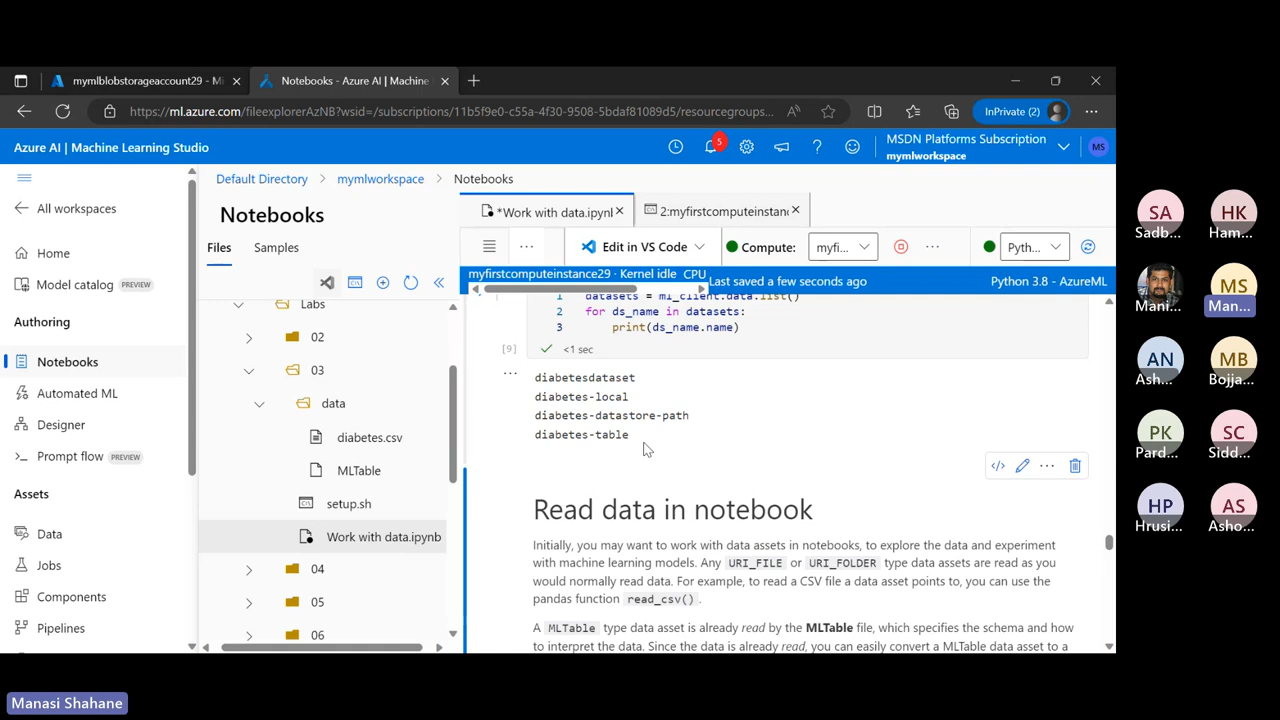 mymlblobstorageaccount29 - Mi
Notebooks - Azure AI | Machine
https://ml.azure.com/fileexplorerAzNB?wsid=/subscriptions/11b5f9e0-c55a-4f30-9508-5bdaf81089d5/resourcegroups...
InPrivate (2)
Azure AI | Machine Learning Studio
5
MSDN Platforms Subscription
mymlworkspace
MS
All workspaces
Home
Model catalog PREVIEW
Authoring
Notebooks
Automated ML
Designer
Prompt flow PREVIEW
Assets
Data
Jobs
Components
Pipelines
Default Directory > mymlworkspace > Notebooks
Notebooks
Files Samples
Labs
02
03
data
diabetes.csv
MLTable
setup.sh
Work with data.ipynb
04
05
06
*Work with data.ipynb
2:myfirstcomputeinstanc
Edit in VS Code
Compute:
myfi...
Pyth...
myfirstcomputeinstance29 · Kernel idle CPU
Last saved a few seconds ago
Python 3.8 - AzureML
1 datasets = ml_client.data.list()
2 for ds_name in datasets:
3 print(ds_name.name)
[9] <1 sec
diabetesdataset
diabetes-local
diabetes-datastore-path
diabetes-table
Read data in notebook
Initially, you may want to work with data assets in notebooks, to explore the data and experiment
with machine learning models. Any URI_FILE or URI_FOLDER type data assets are read as you
would normally read data. For example, to read a CSV file a data asset points to, you can use the
pandas function read_csv().
A MLTable type data asset is already read by the MLTable file, which specifies the schema and how
to interpret the data. Since the data is already read, you can easily convert a MLTable data asset to a
SA
Sadb...
HK
Ham...
Mani...
MS
Man...
AN
Ash...
MB
Bojja...
PK
Pard...
SC
Sidd...
HP
Hrusi...
AS
Asho...
Manasi Shahane